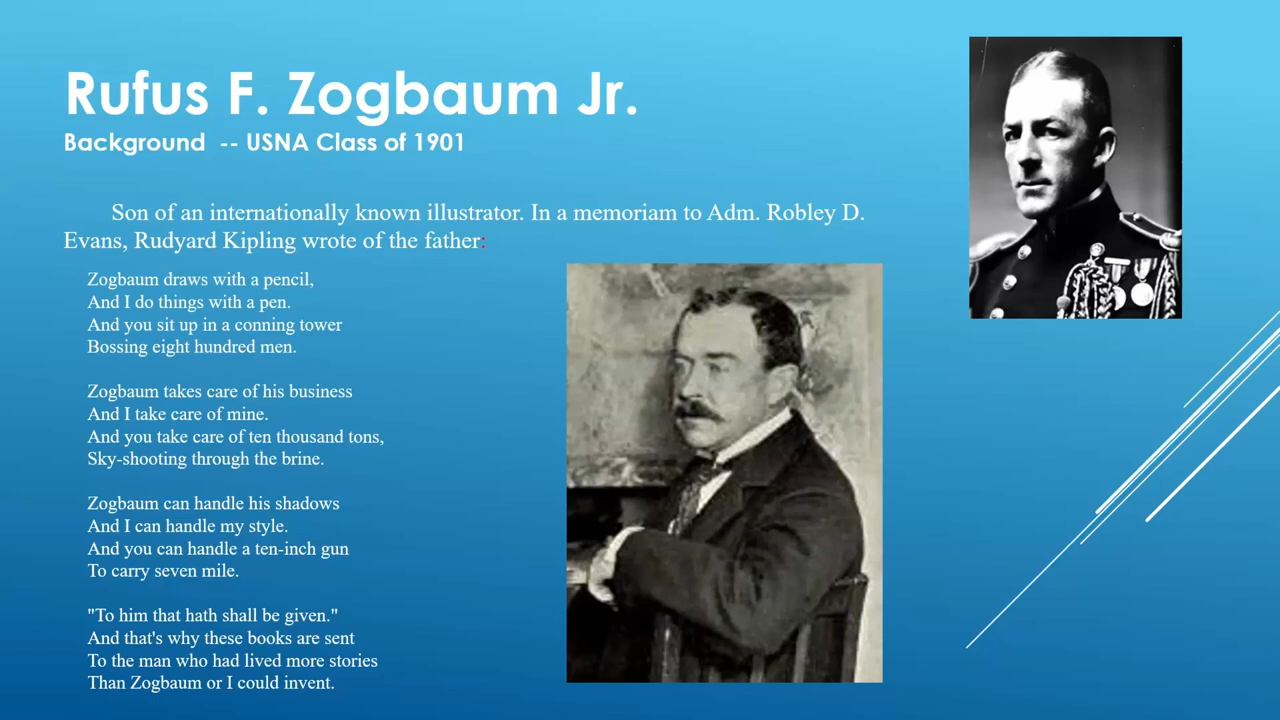 Rufus F. Zogbaum Jr.
Background -- USNA Class of 1901
Son of an internationally known illustrator. In a memoriam to Adm. Robley D.
Evans, Rudyard Kipling wrote of the father:
Zogbaum draws with a pencil,
And I do things with a pen.
And you sit up in a conning tower
Bossing eight hundred men.
Zogbaum takes care of his business
And I take care of mine.
And you take care of ten thousand tons,
Sky-shooting through the brine.
Zogbaum can handle his shadows
And I can handle my style.
And you can handle a ten-inch gun
To carry seven mile.
"To him that hath shall be given."
And that's why these books are sent
To the man who had lived more stories
Than Zogbaum or I could invent.